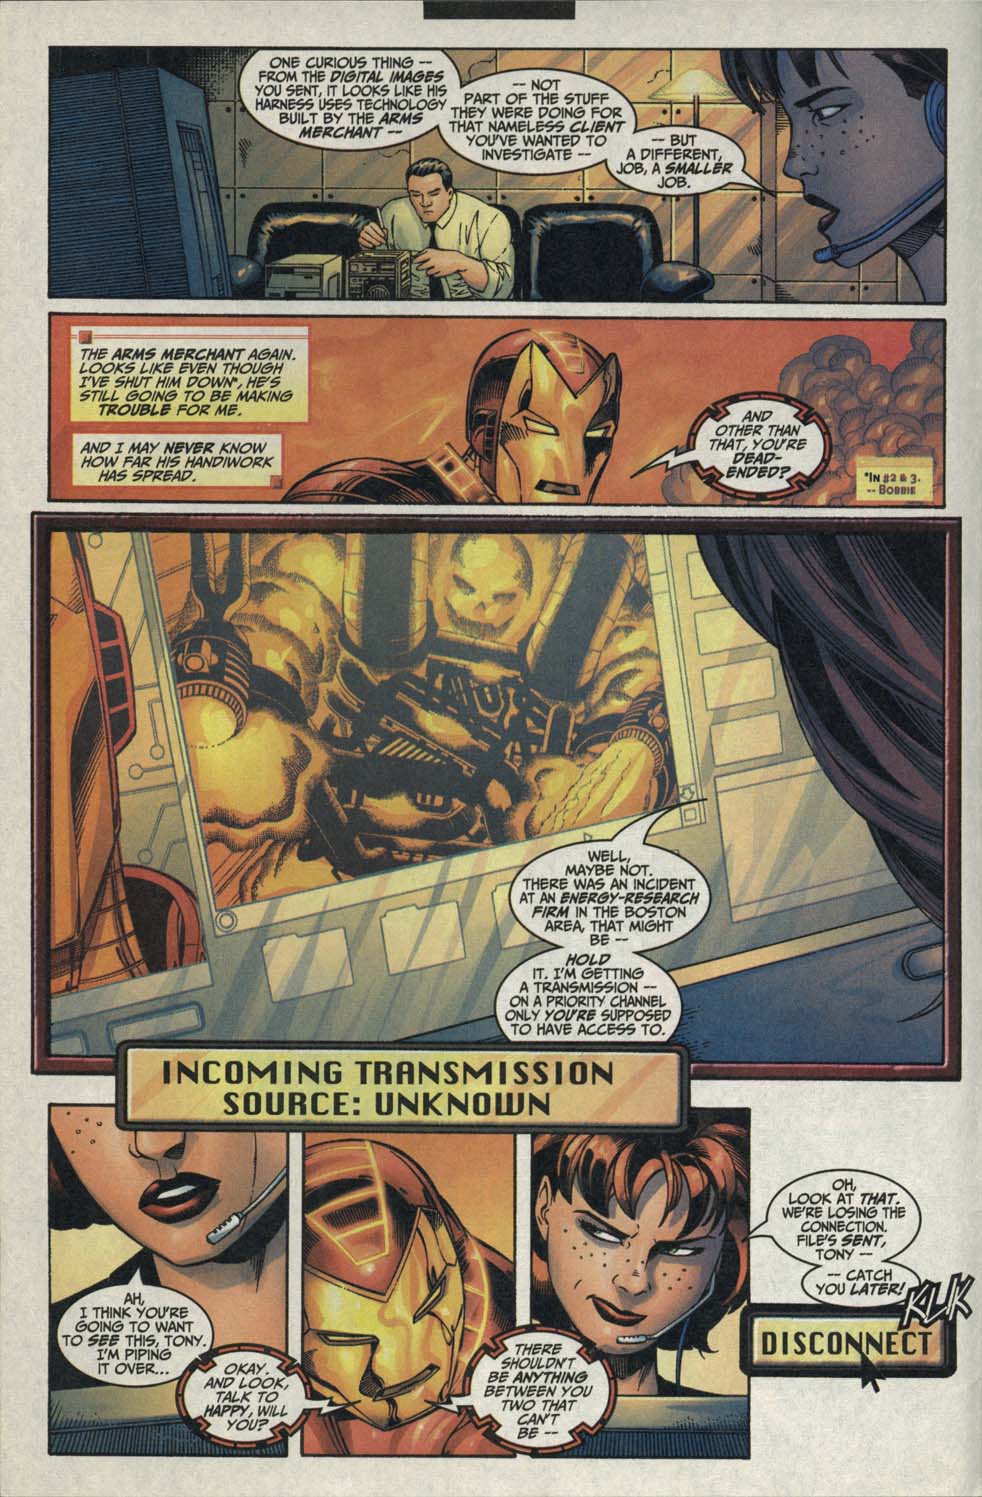 ONE CURIOUS THING --
FROM THE DIGITAL IMAGES
YOU SENT, IT LOOKS LIKE HIS
HARNESS USES TECHNOLOGY
BUILT BY THE ARMS
MERCHANT --
-- NOT
PART OF THE STUFF
THEY WERE DOING FOR
THAT NAMELESS CLIENT
YOU'VE WANTED TO
INVESTIGATE --
-- BUT
A DIFFERENT,
JOB, A SMALLER
JOB.
THE ARMS MERCHANT AGAIN.
LOOKS LIKE EVEN THOUGH
I'VE SHUT HIM DOWN*, HE'S
STILL GOING TO BE MAKING
TROUBLE FOR ME.
AND I MAY NEVER KNOW
HOW FAR HIS HANDIWORK
HAS SPREAD.
AND
OTHER THAN
THAT, YOU'RE
DEAD-
ENDED?
*IN #2 & 3.
-- BOBBIE
WELL,
MAYBE NOT.
THERE WAS AN INCIDENT
AT AN ENERGY-RESEARCH
FIRM IN THE BOSTON
AREA, THAT MIGHT
BE --
HOLD
IT. I'M GETTING
A TRANSMISSION --
ON A PRIORITY CHANNEL
ONLY YOU'RE SUPPOSED
TO HAVE ACCESS TO.
INCOMING TRANSMISSION
SOURCE: UNKNOWN
AH,
I THINK YOU'RE
GOING TO WANT
TO SEE THIS, TONY.
I'M PIPING
IT OVER...
OKAY.
AND LOOK,
TALK TO
HAPPY, WILL
YOU?
THERE
SHOULDN'T
BE ANYTHING
BETWEEN YOU
TWO THAT
CAN'T
BE --
OH,
LOOK AT THAT.
WE'RE LOSING THE
CONNECTION.
FILE'S SENT,
TONY --
-- CATCH
YOU LATER!
KLIK
DISCONNECT